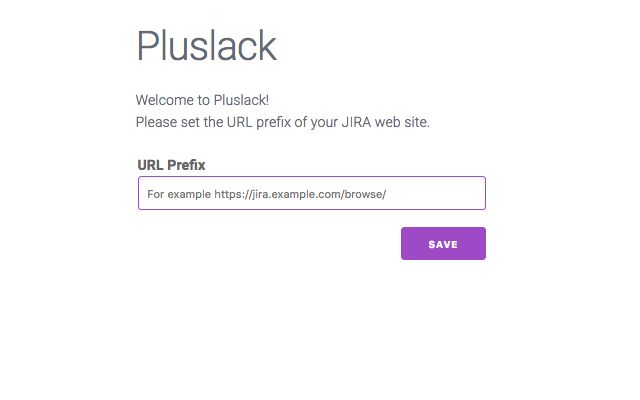 Pluslack
Welcome to Pluslack!
Please set the URL prefix of your JIRA web site.
URL Prefix
For example https://jira.example.com/browse/
SAVE